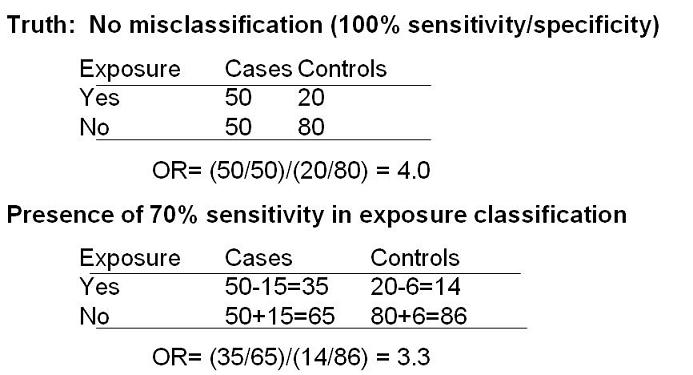 Truth: No misclassification (100% sensitivity/specificity)
Exposure Cases Controls
Yes 50 20
No 50 80
OR= (50/50)/(20/80) = 4.0
Presence of 70% sensitivity in exposure classification
Exposure Cases Controls
Yes 50-15=35 20-6=14
No 50+15=65 80+6=86
OR= (35/65)/(14/86) = 3.3